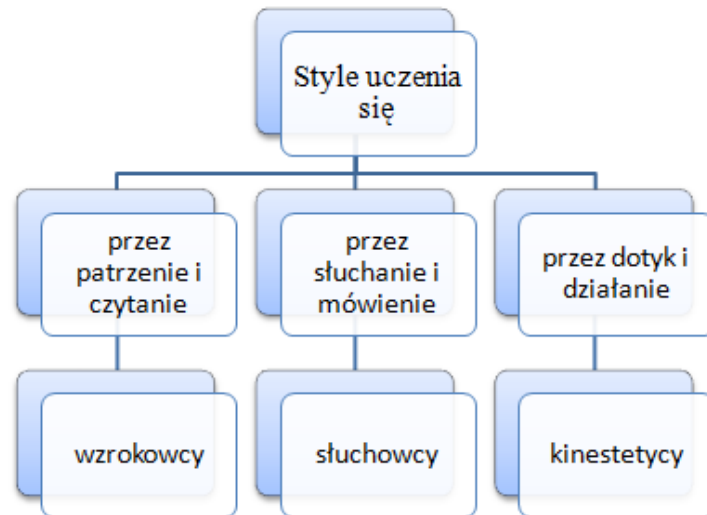 Style uczenia
się
przez
patrzenie i
czytanie
przez
słuchanie i
mówienie
przez dotyk i
działanie
wzrokowcy
słuchowcy
kinestetycy